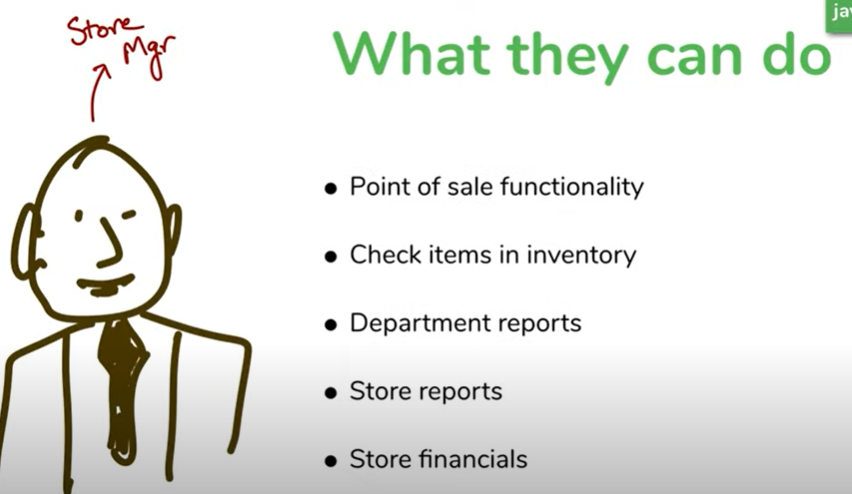 Store
Mgr
jav
What they can do
● Point of sale functionality
● Check items in inventory
● Department reports
● Store reports
● Store financials